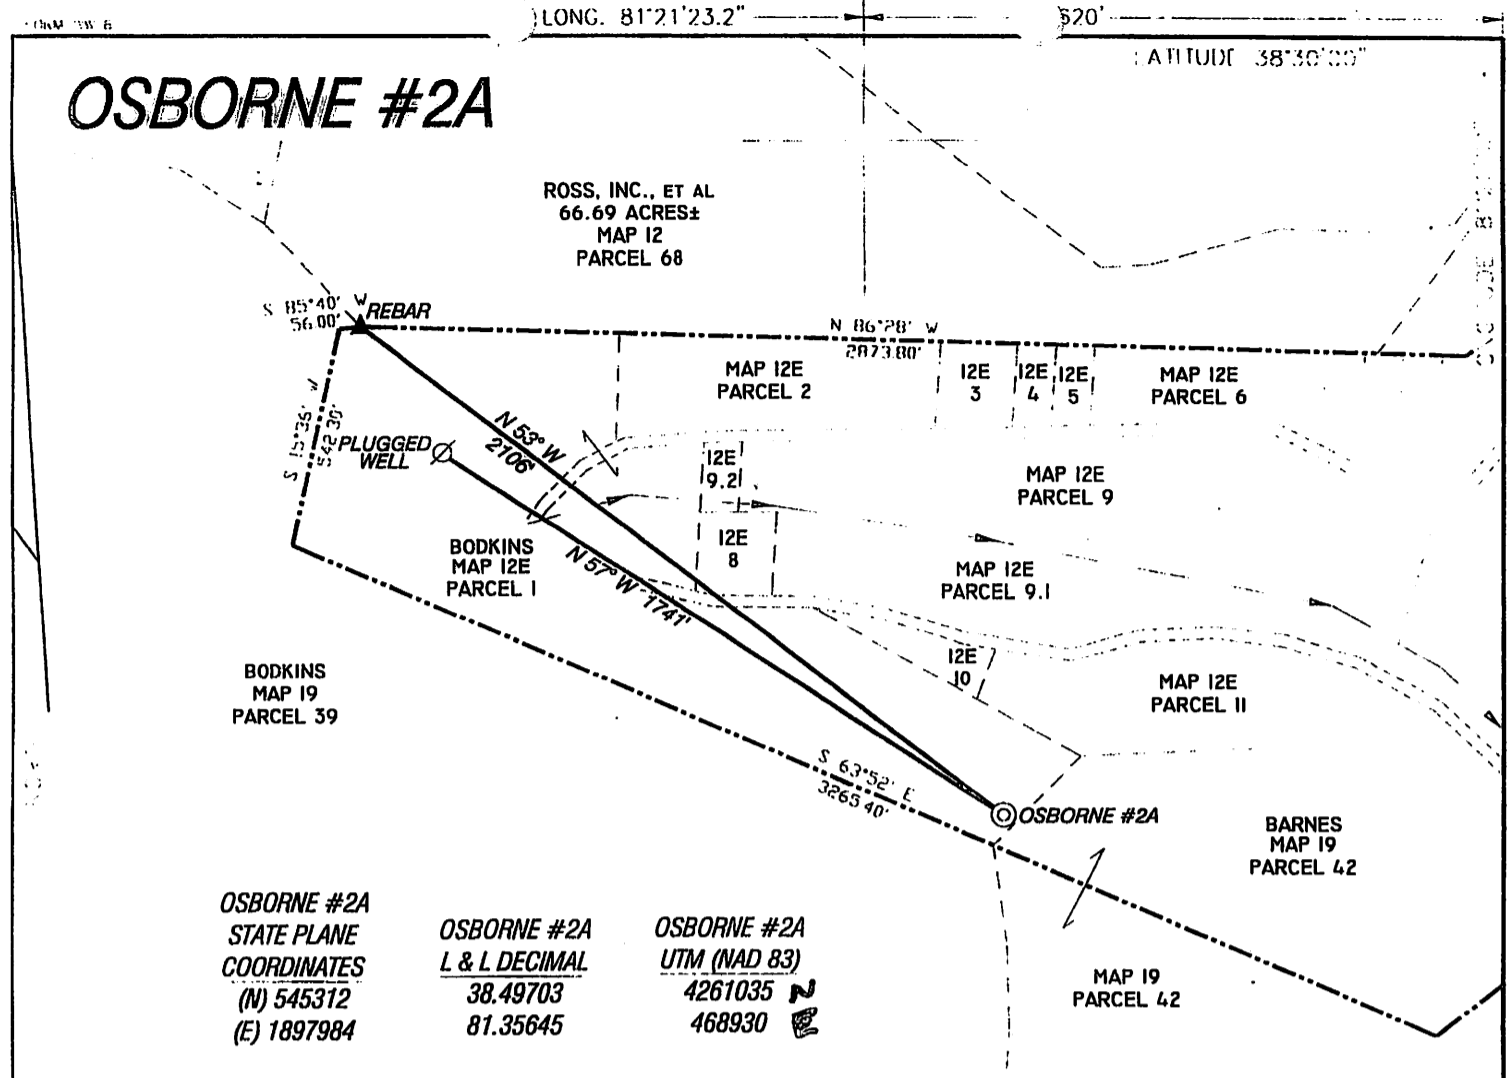 LONG. 81°21'23.2"
620'
LATITUDE 38°30'00"
OSBORNE #2A
ROSS, INC., ET AL
66.69 ACRES±
MAP 12
PARCEL 68
S 85°40' W
56.00'
REBAR
N 86°28' W
2873.80'
MAP 12E
PARCEL 2
12E
3
12E
4
12E
5
MAP 12E
PARCEL 6
S 15°35' W
542.30'
PLUGGED
WELL
N 53° W
2106'
12E
9.2
MAP 12E
PARCEL 9
12E
8
BODKINS
MAP 12E
PARCEL 1
N 57° W 1741'
MAP 12E
PARCEL 9.1
12E
10
BODKINS
MAP 19
PARCEL 39
MAP 12E
PARCEL 11
S 63°52' E
3265.40'
OSBORNE #2A
BARNES
MAP 19
PARCEL 42
OSBORNE #2A
STATE PLANE
COORDINATES
(N) 545312
(E) 1897984
OSBORNE #2A
L & L DECIMAL
38.49703
81.35645
OSBORNE #2A
UTM (NAD 83)
4261035 N
468930 E
MAP 19
PARCEL 42